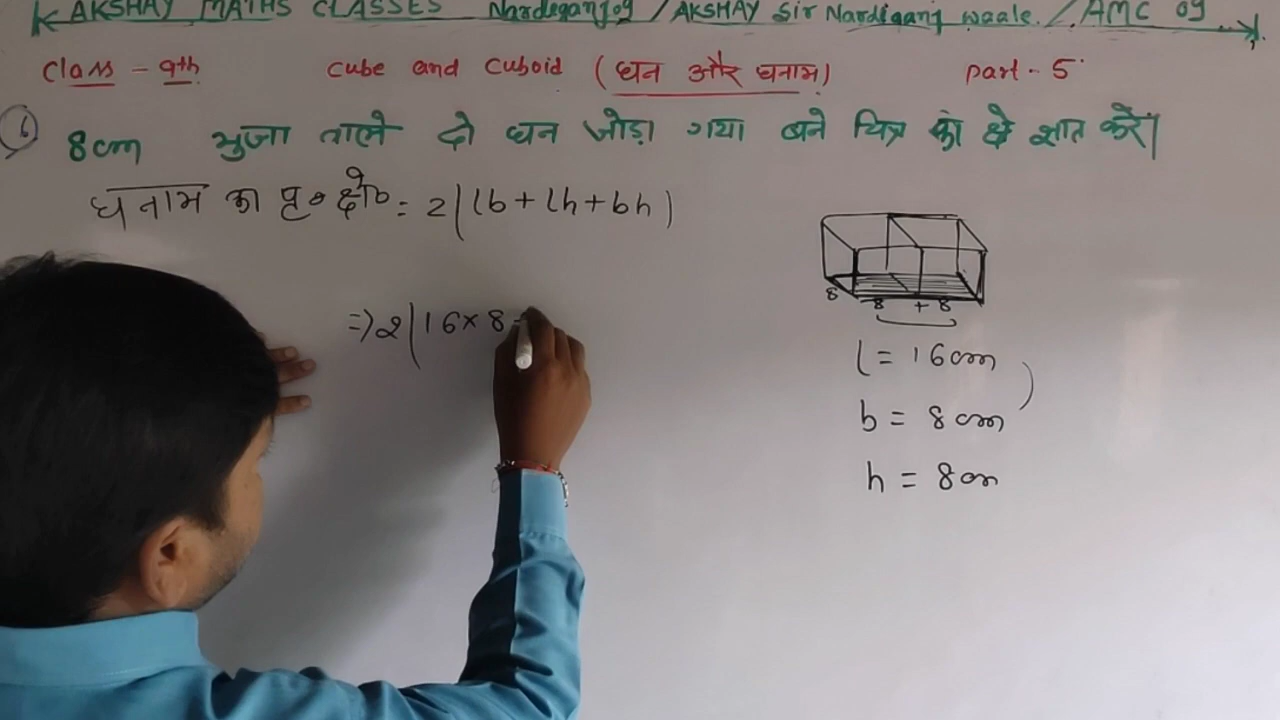 AKSHAY MATHS CLASSES Nardiganj 09 / AKSHAY Sir Nardiganj waale. / AMC 09
Class - 9th cube and cuboid (घन और घनाभ) part - 5
6 8cm भुजा वाले दो घन जोड़ा गया बने चित्र का क्षे ज्ञात करें।
घनाभ का पृ० क्षे० = 2(lb + lh + bh)
8 8 + 8
=> 2(16 × 8
l = 16cm
b = 8cm
h = 8cm